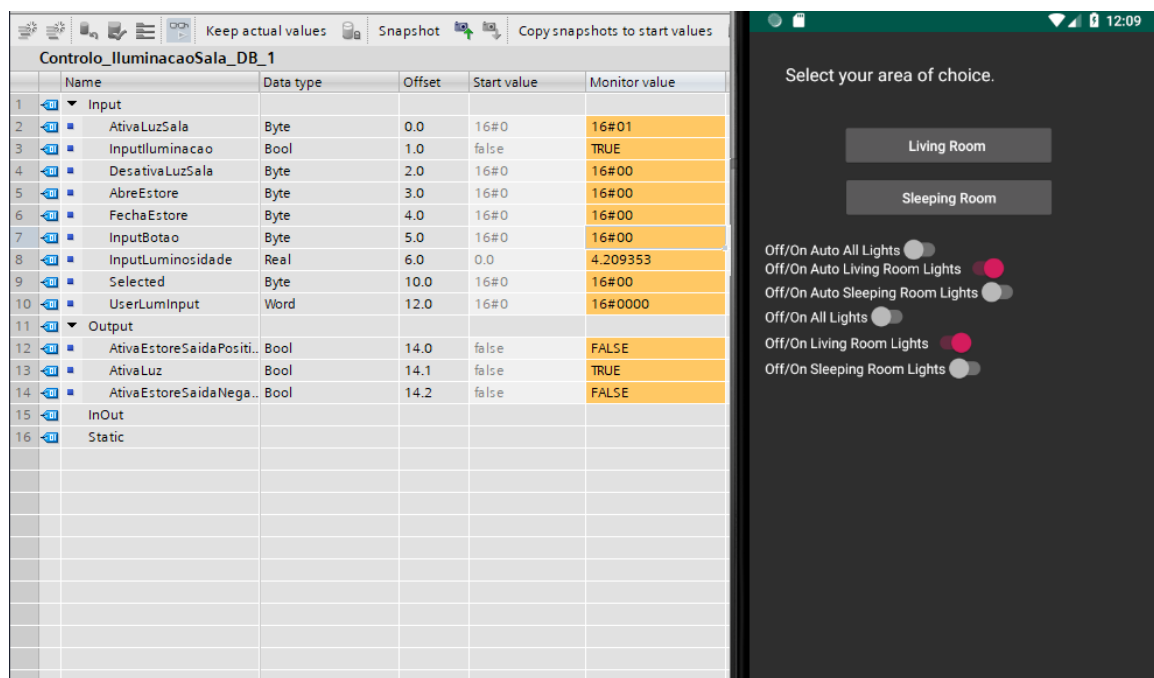 Keep actual values Snapshot Copy snapshots to start values
Controlo_IluminacaoSala_DB_1
Name Data type Offset Start value Monitor value
1 Input
2 AtivaLuzSala Byte 0.0 16#0 16#01
3 InputIluminacao Bool 1.0 false TRUE
4 DesativaLuzSala Byte 2.0 16#0 16#00
5 AbreEstore Byte 3.0 16#0 16#00
6 FechaEstore Byte 4.0 16#0 16#00
7 InputBotao Byte 5.0 16#0 16#00
8 InputLuminosidade Real 6.0 0.0 4.209353
9 Selected Byte 10.0 16#0 16#00
10 UserLumInput Word 12.0 16#0 16#0000
11 Output
12 AtivaEstoreSaidaPositi.. Bool 14.0 false FALSE
13 AtivaLuz Bool 14.1 false TRUE
14 AtivaEstoreSaidaNega.. Bool 14.2 false FALSE
15 InOut
16 Static
12:09
Select your area of choice.
Living Room
Sleeping Room
Off/On Auto All Lights
Off/On Auto Living Room Lights
Off/On Auto Sleeping Room Lights
Off/On All Lights
Off/On Living Room Lights
Off/On Sleeping Room Lights